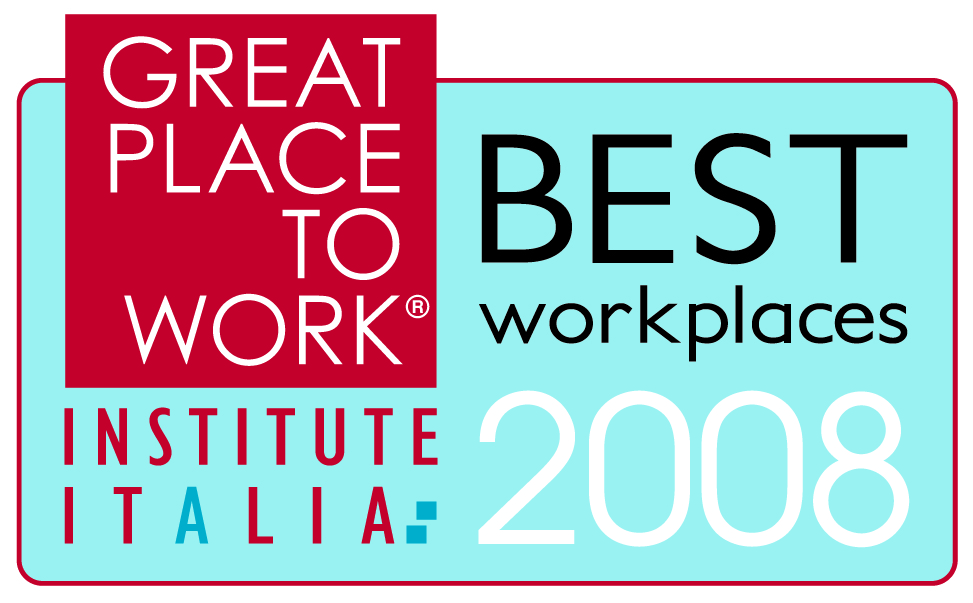 GREAT
PLACE
TO
WORK®
INSTITUTE
ITALIA
BEST
workplaces
2008